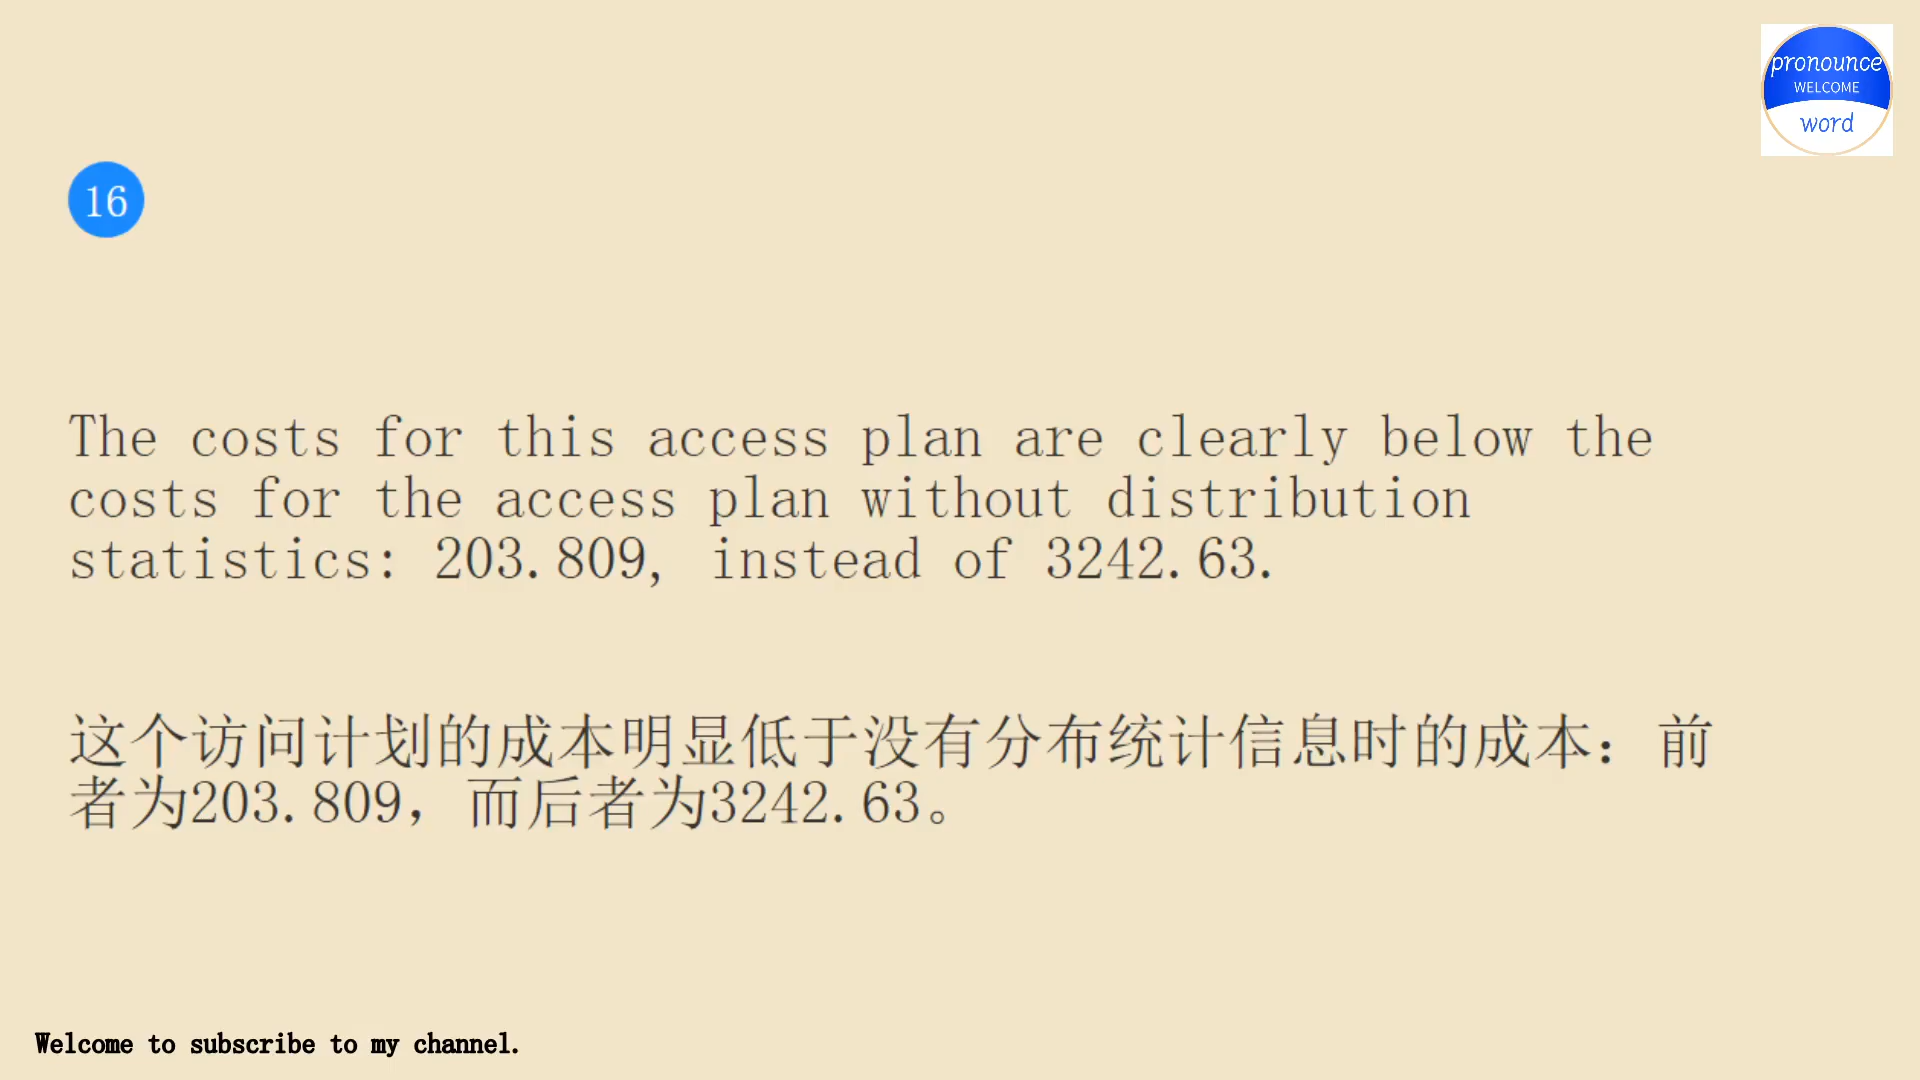 pronounce
WELCOME
word
16
The costs for this access plan are clearly below the
costs for the access plan without distribution
statistics: 203.809, instead of 3242.63.
这个访问计划的成本明显低于没有分布统计信息时的成本：前
者为203.809，而后者为3242.63。
Welcome to subscribe to my channel.